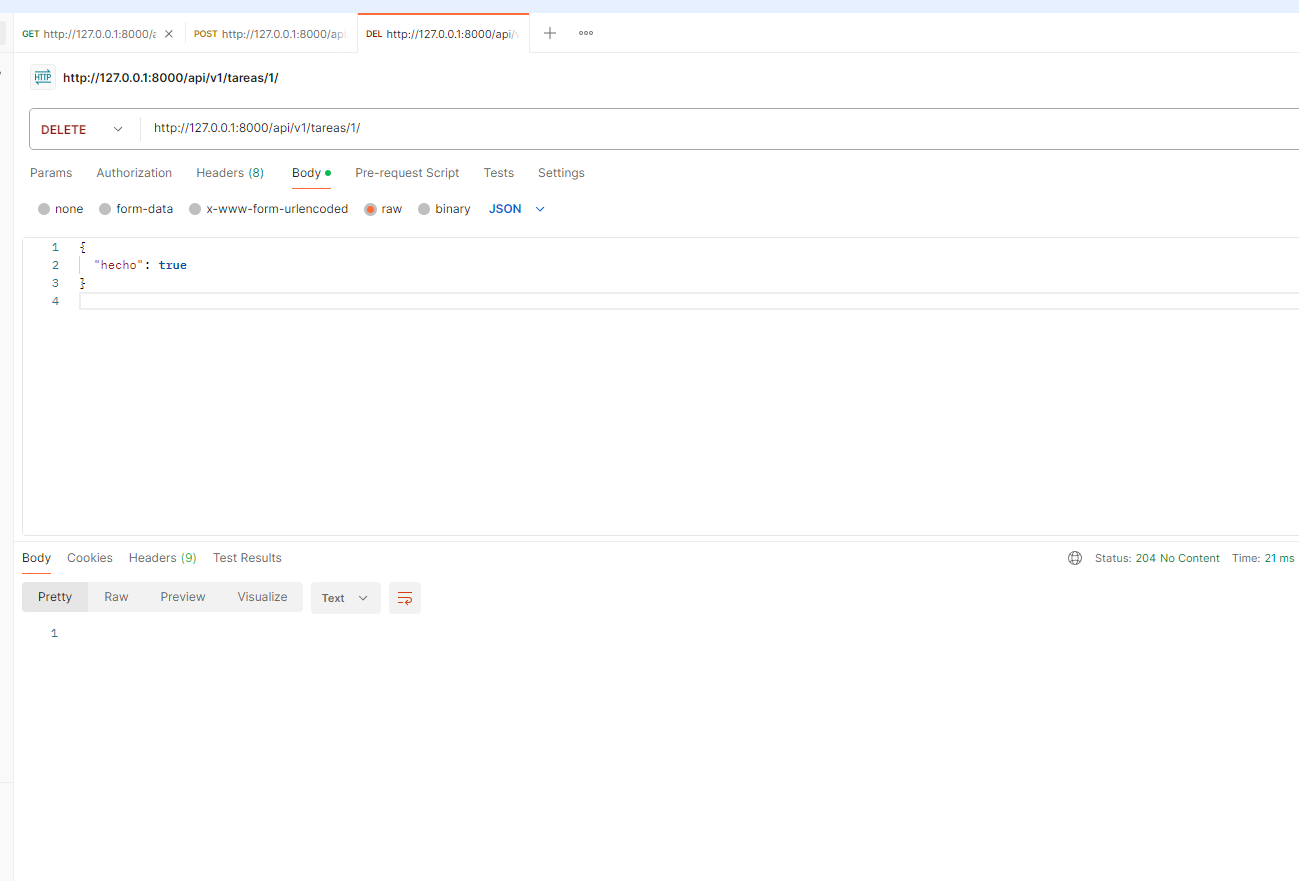 GET http://127.0.0.1:8000/a
POST http://127.0.0.1:8000/api
DEL http://127.0.0.1:8000/api/v
HTTP http://127.0.0.1:8000/api/v1/tareas/1/
DELETE http://127.0.0.1:8000/api/v1/tareas/1/
Params Authorization Headers (8) Body Pre-request Script Tests Settings
none form-data x-www-form-urlencoded raw binary JSON
1 {
2 "hecho": true
3 }
4
Body Cookies Headers (9) Test Results Status: 204 No Content Time: 21 ms
Pretty Raw Preview Visualize Text
1